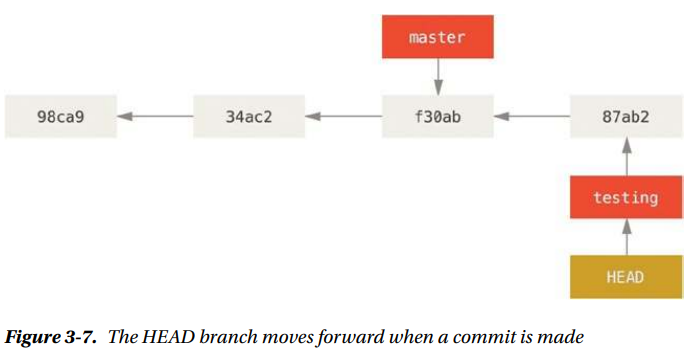 master
98ca9 34ac2 f30ab 87ab2
testing
HEAD
Figure 3-7. The HEAD branch moves forward when a commit is made